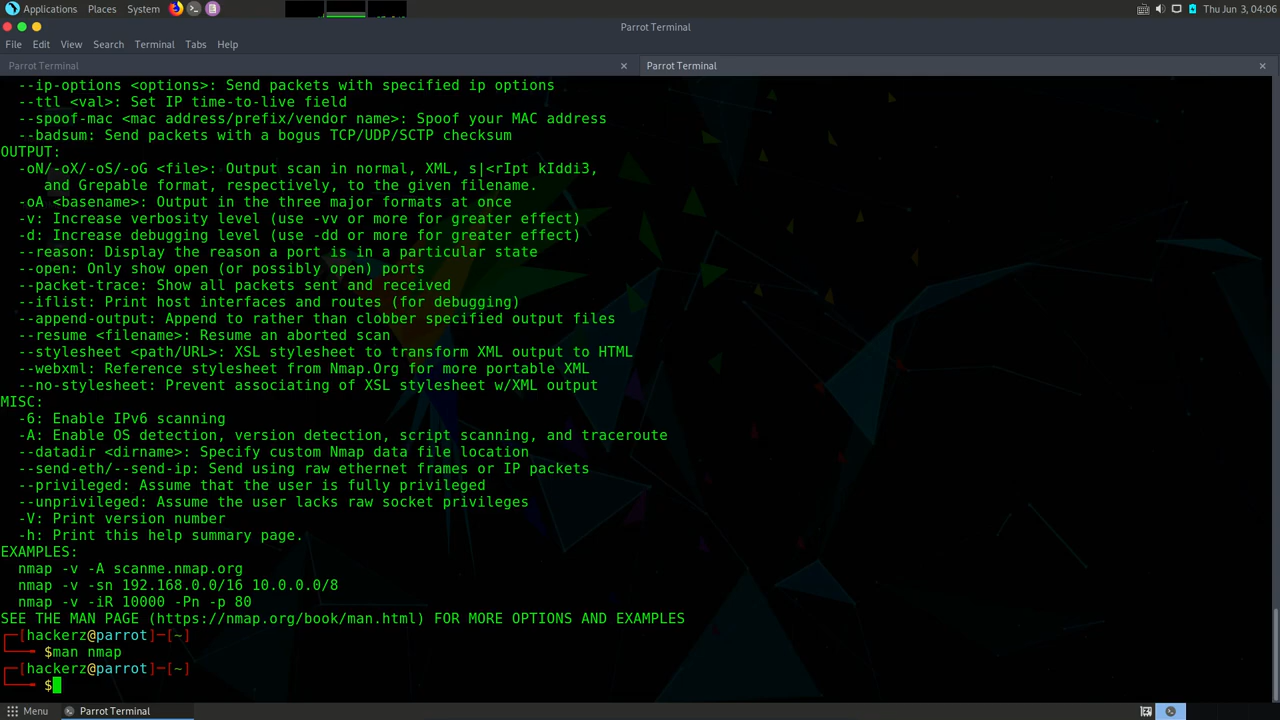 Applications Places System Thu Jun 3, 04:06
Parrot Terminal
File Edit View Search Terminal Tabs Help
Parrot Terminal × Parrot Terminal ×
--ip-options <options>: Send packets with specified ip options
--ttl <val>: Set IP time-to-live field
--spoof-mac <mac address/prefix/vendor name>: Spoof your MAC address
--badsum: Send packets with a bogus TCP/UDP/SCTP checksum
OUTPUT:
-oN/-oX/-oS/-oG <file>: Output scan in normal, XML, s|<rIpt kIddi3,
and Grepable format, respectively, to the given filename.
-oA <basename>: Output in the three major formats at once
-v: Increase verbosity level (use -vv or more for greater effect)
-d: Increase debugging level (use -dd or more for greater effect)
--reason: Display the reason a port is in a particular state
--open: Only show open (or possibly open) ports
--packet-trace: Show all packets sent and received
--iflist: Print host interfaces and routes (for debugging)
--append-output: Append to rather than clobber specified output files
--resume <filename>: Resume an aborted scan
--stylesheet <path/URL>: XSL stylesheet to transform XML output to HTML
--webxml: Reference stylesheet from Nmap.Org for more portable XML
--no-stylesheet: Prevent associating of XSL stylesheet w/XML output
MISC:
-6: Enable IPv6 scanning
-A: Enable OS detection, version detection, script scanning, and traceroute
--datadir <dirname>: Specify custom Nmap data file location
--send-eth/--send-ip: Send using raw ethernet frames or IP packets
--privileged: Assume that the user is fully privileged
--unprivileged: Assume the user lacks raw socket privileges
-V: Print version number
-h: Print this help summary page.
EXAMPLES:
nmap -v -A scanme.nmap.org
nmap -v -sn 192.168.0.0/16 10.0.0.0/8
nmap -v -iR 10000 -Pn -p 80
SEE THE MAN PAGE (https://nmap.org/book/man.html) FOR MORE OPTIONS AND EXAMPLES
┌─[hackerz@parrot]─[~]
└──╼ $man nmap
┌─[hackerz@parrot]─[~]
└──╼ $
Menu Parrot Terminal